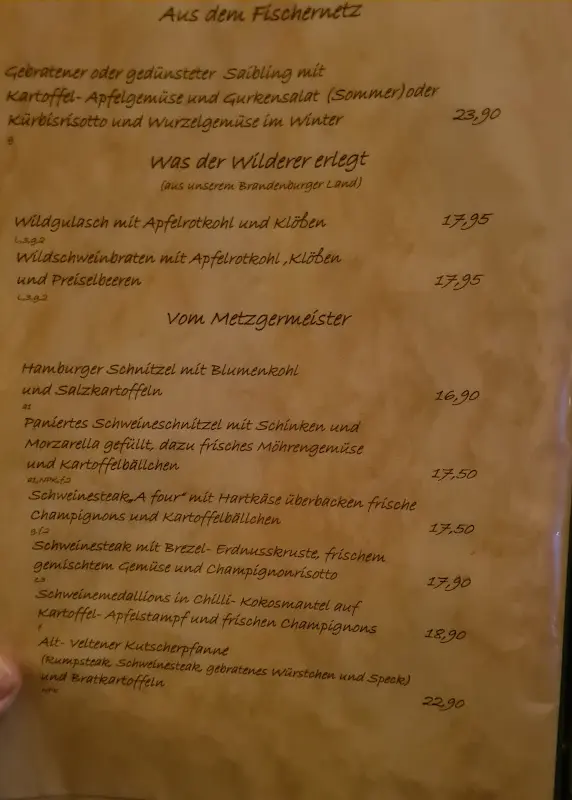 Aus dem Fischernetz
Gebratener oder gedünsteter Saibling mit
Kartoffel- Apfelgemüse und Gurkensalat (Sommer) oder
Kürbisrisotto und Wurzelgemüse im Winter 23,90
Was der Wilderer erlegt
(aus unserem Brandenburger Land)
Wildgulasch mit Apfelrotkohl und Klößen 17,95
Wildschweinbraten mit Apfelrotkohl ,Klößen
und Preiselbeeren 17,95
Vom Metzgermeister
Hamburger Schnitzel mit Blumenkohl
und Salzkartoffeln 16,90
Paniertes Schweineschnitzel mit Schinken und
Morzarella gefüllt, dazu frisches Möhrengemüse
und Kartoffelbällchen 17,50
Schweinesteak„A four“ mit Hartkäse überbacken frische
Champignons und Kartoffelbällchen 17,50
Schweinesteak mit Brezel- Erdnusskruste, frischem
gemischtem Gemüse und Champignonrisotto 17,90
Schweinemedallions in Chilli- Kokosmantel auf
Kartoffel- Apfelstampf und frischen Champignons 18,90
Alt- Veltener Kutscherpfanne
(Rumpsteak, Schweinesteak, gebratenes Würstchen und Speck)
und Bratkartoffeln 22,90